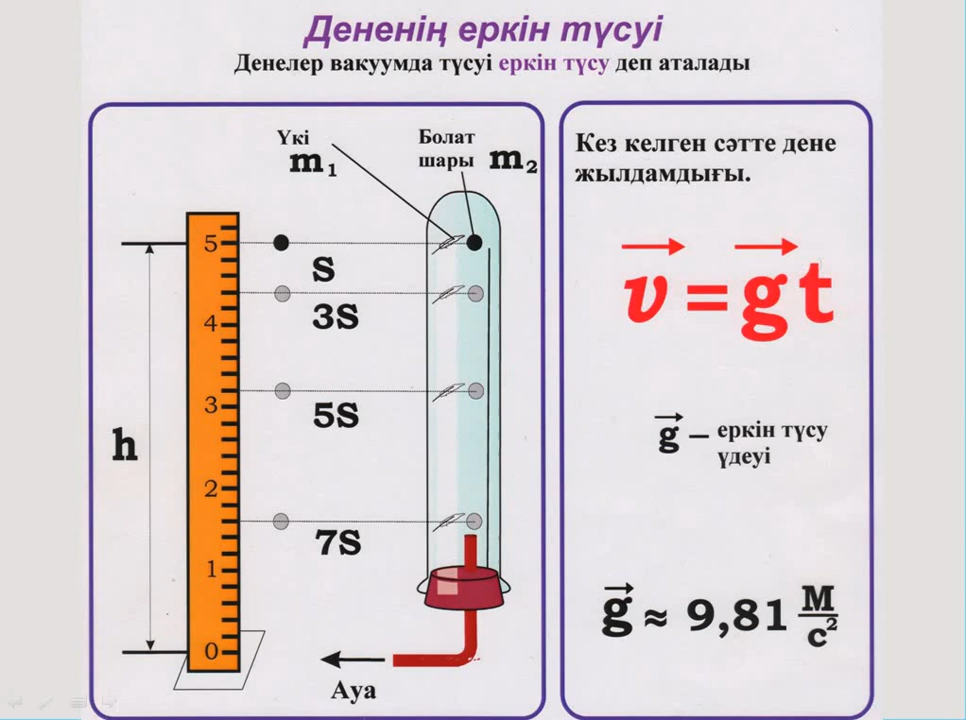 Дененің еркін түсуі
Денелер вакуумда түсуі еркін түсу деп аталады
Үкі
m₁
Болат
шары m₂
5
S
3S
4
3
5S
h
2
7S
1
0
Ауа
Кез келген сәтте дене
жылдамдығы.
v = gt
g – еркін түсу
үдеуі
g ≈ 9,81 м/с²